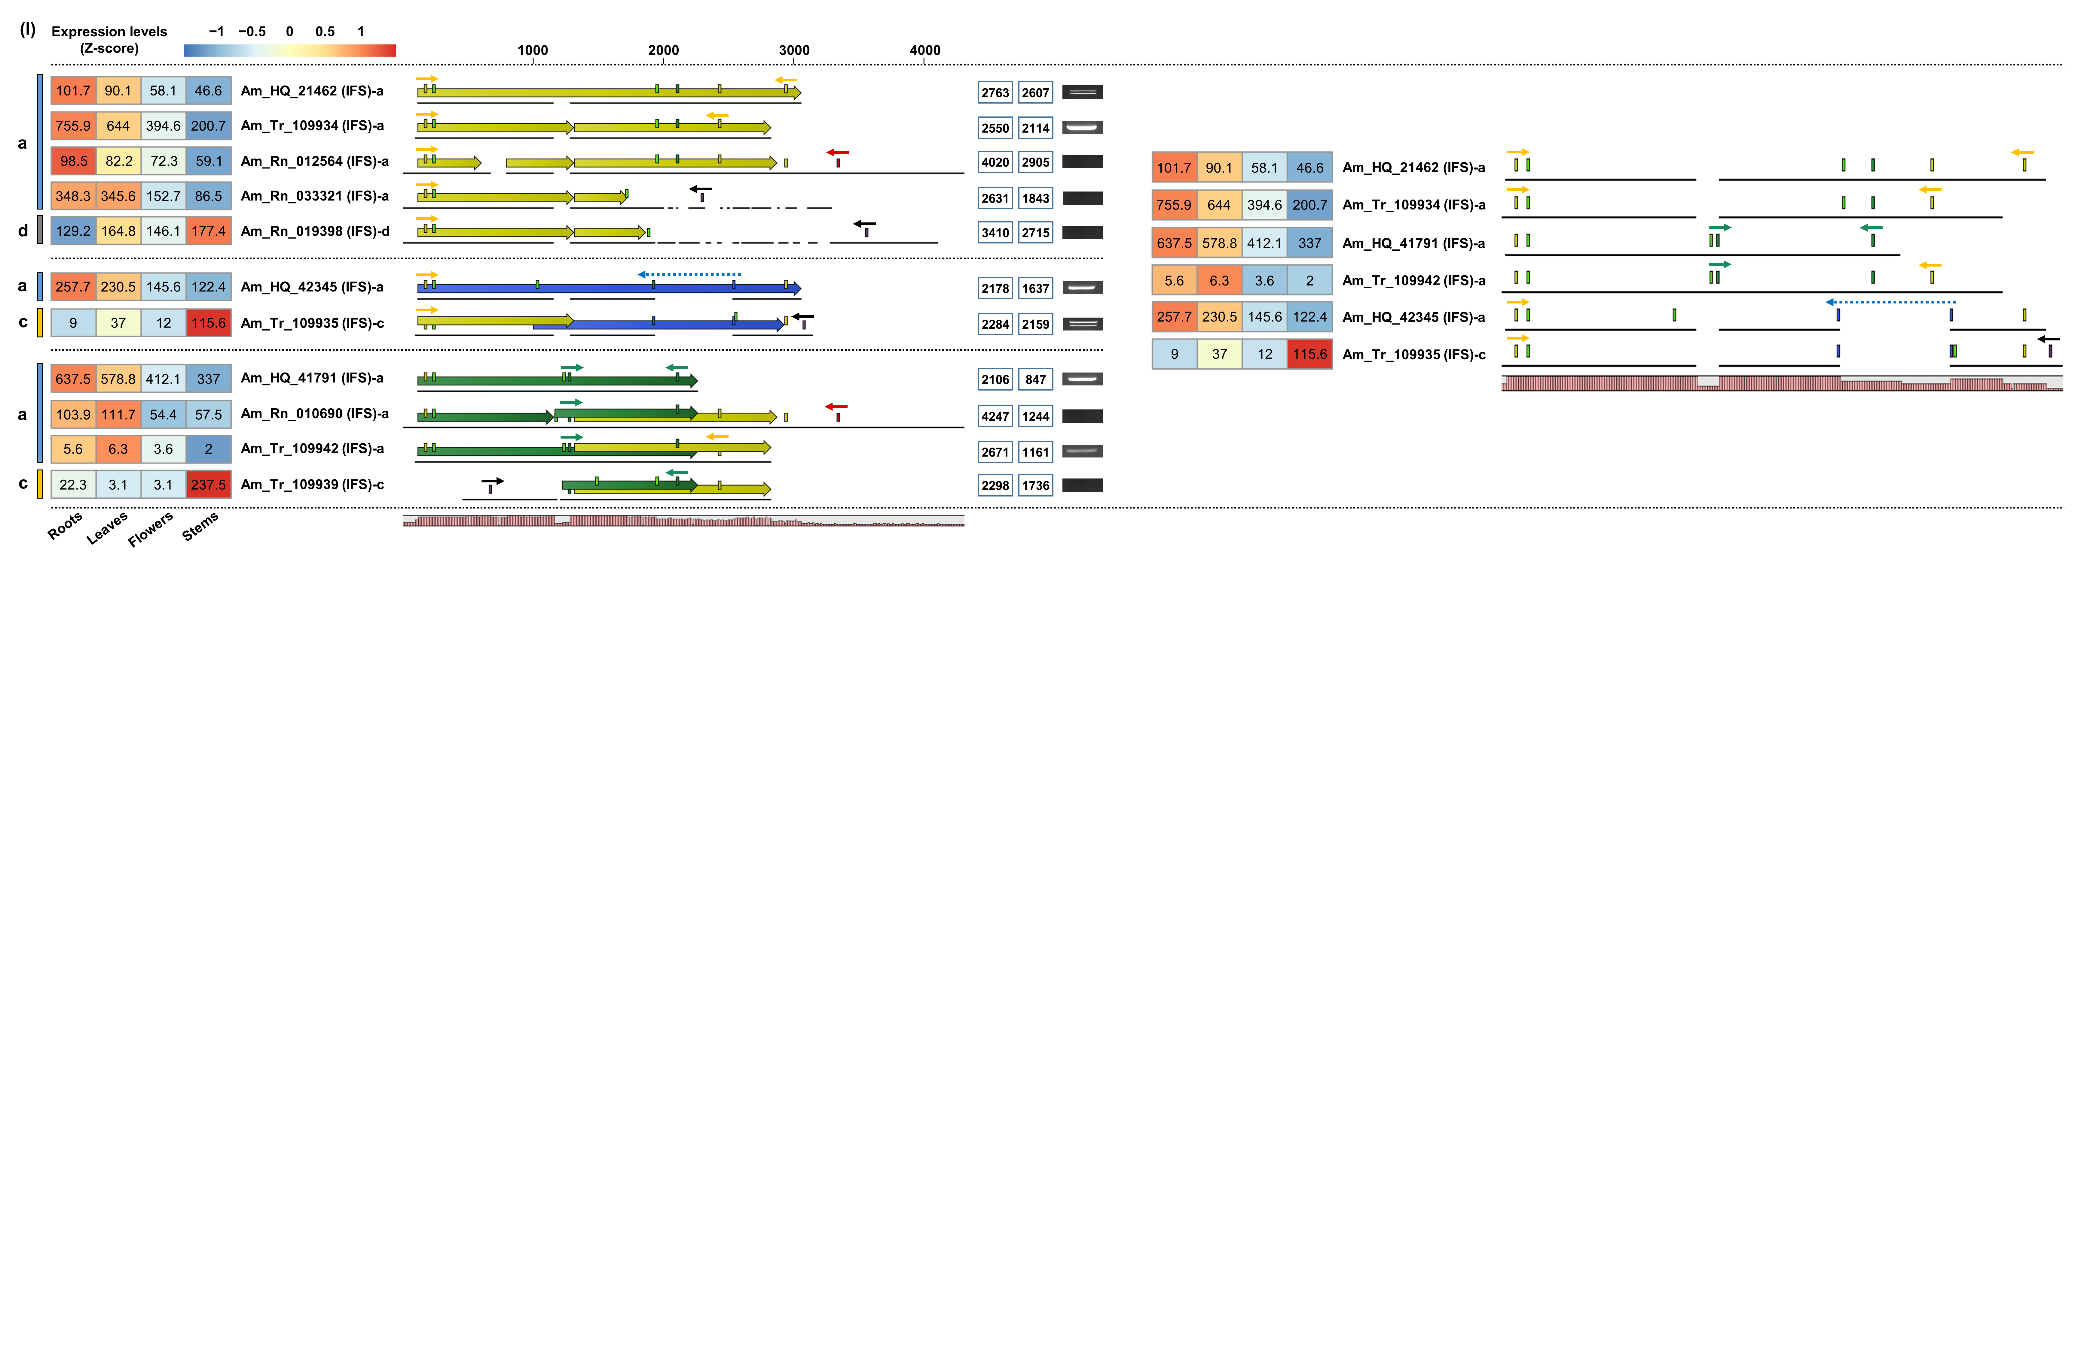 (I) Expression levels (Z-score)
−1 −0.5 0 0.5 1
1000 2000 3000 4000
a
101.7 90.1 58.1 46.6 Am_HQ_21462 (IFS)-a 2763 2607
755.9 644 394.6 200.7 Am_Tr_109934 (IFS)-a 2550 2114
98.5 82.2 72.3 59.1 Am_Rn_012564 (IFS)-a 4020 2905
348.3 345.6 152.7 86.5 Am_Rn_033321 (IFS)-a 2631 1843
d 129.2 164.8 146.1 177.4 Am_Rn_019398 (IFS)-d 3410 2715
a 257.7 230.5 145.6 122.4 Am_HQ_42345 (IFS)-a 2178 1637
c 9 37 12 115.6 Am_Tr_109935 (IFS)-c 2284 2159
a
637.5 578.8 412.1 337 Am_HQ_41791 (IFS)-a 2106 847
103.9 111.7 54.4 57.5 Am_Rn_010690 (IFS)-a 4247 1244
5.6 6.3 3.6 2 Am_Tr_109942 (IFS)-a 2671 1161
c 22.3 3.1 3.1 237.5 Am_Tr_109939 (IFS)-c 2298 1736
Roots Leaves Flowers Stems
101.7 90.1 58.1 46.6 Am_HQ_21462 (IFS)-a
755.9 644 394.6 200.7 Am_Tr_109934 (IFS)-a
637.5 578.8 412.1 337 Am_HQ_41791 (IFS)-a
5.6 6.3 3.6 2 Am_Tr_109942 (IFS)-a
257.7 230.5 145.6 122.4 Am_HQ_42345 (IFS)-a
9 37 12 115.6 Am_Tr_109935 (IFS)-c